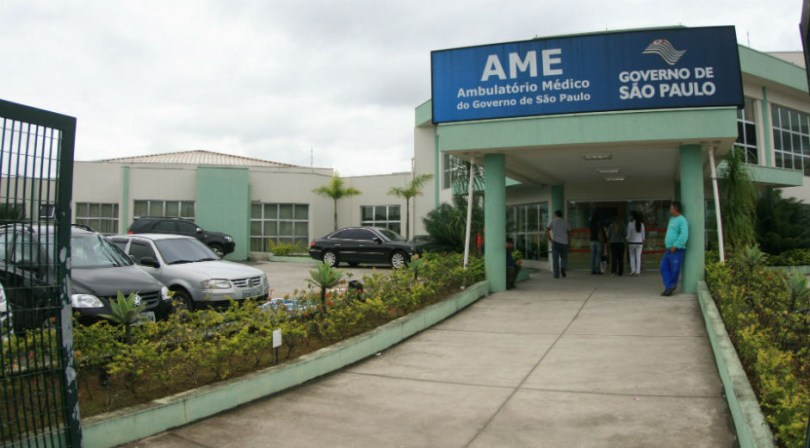 AME
Ambulatório Médico
do Governo de São Paulo
GOVERNO DE
SÃO PAULO